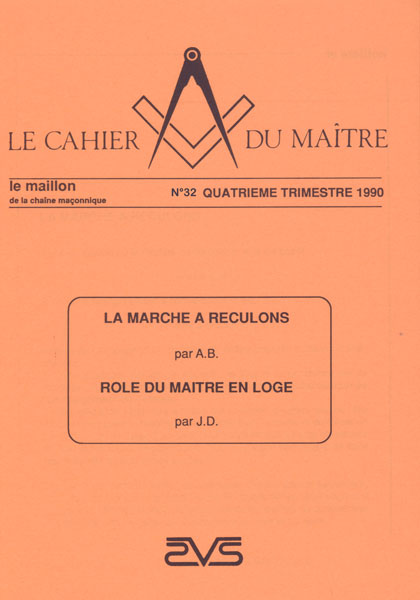 LE CAHIER DU MAÎTRE
le maillon
de la chaîne maçonnique
N°32 QUATRIEME TRIMESTRE 1990
LA MARCHE A RECULONS
par A.B.
ROLE DU MAITRE EN LOGE
par J.D.
SVS